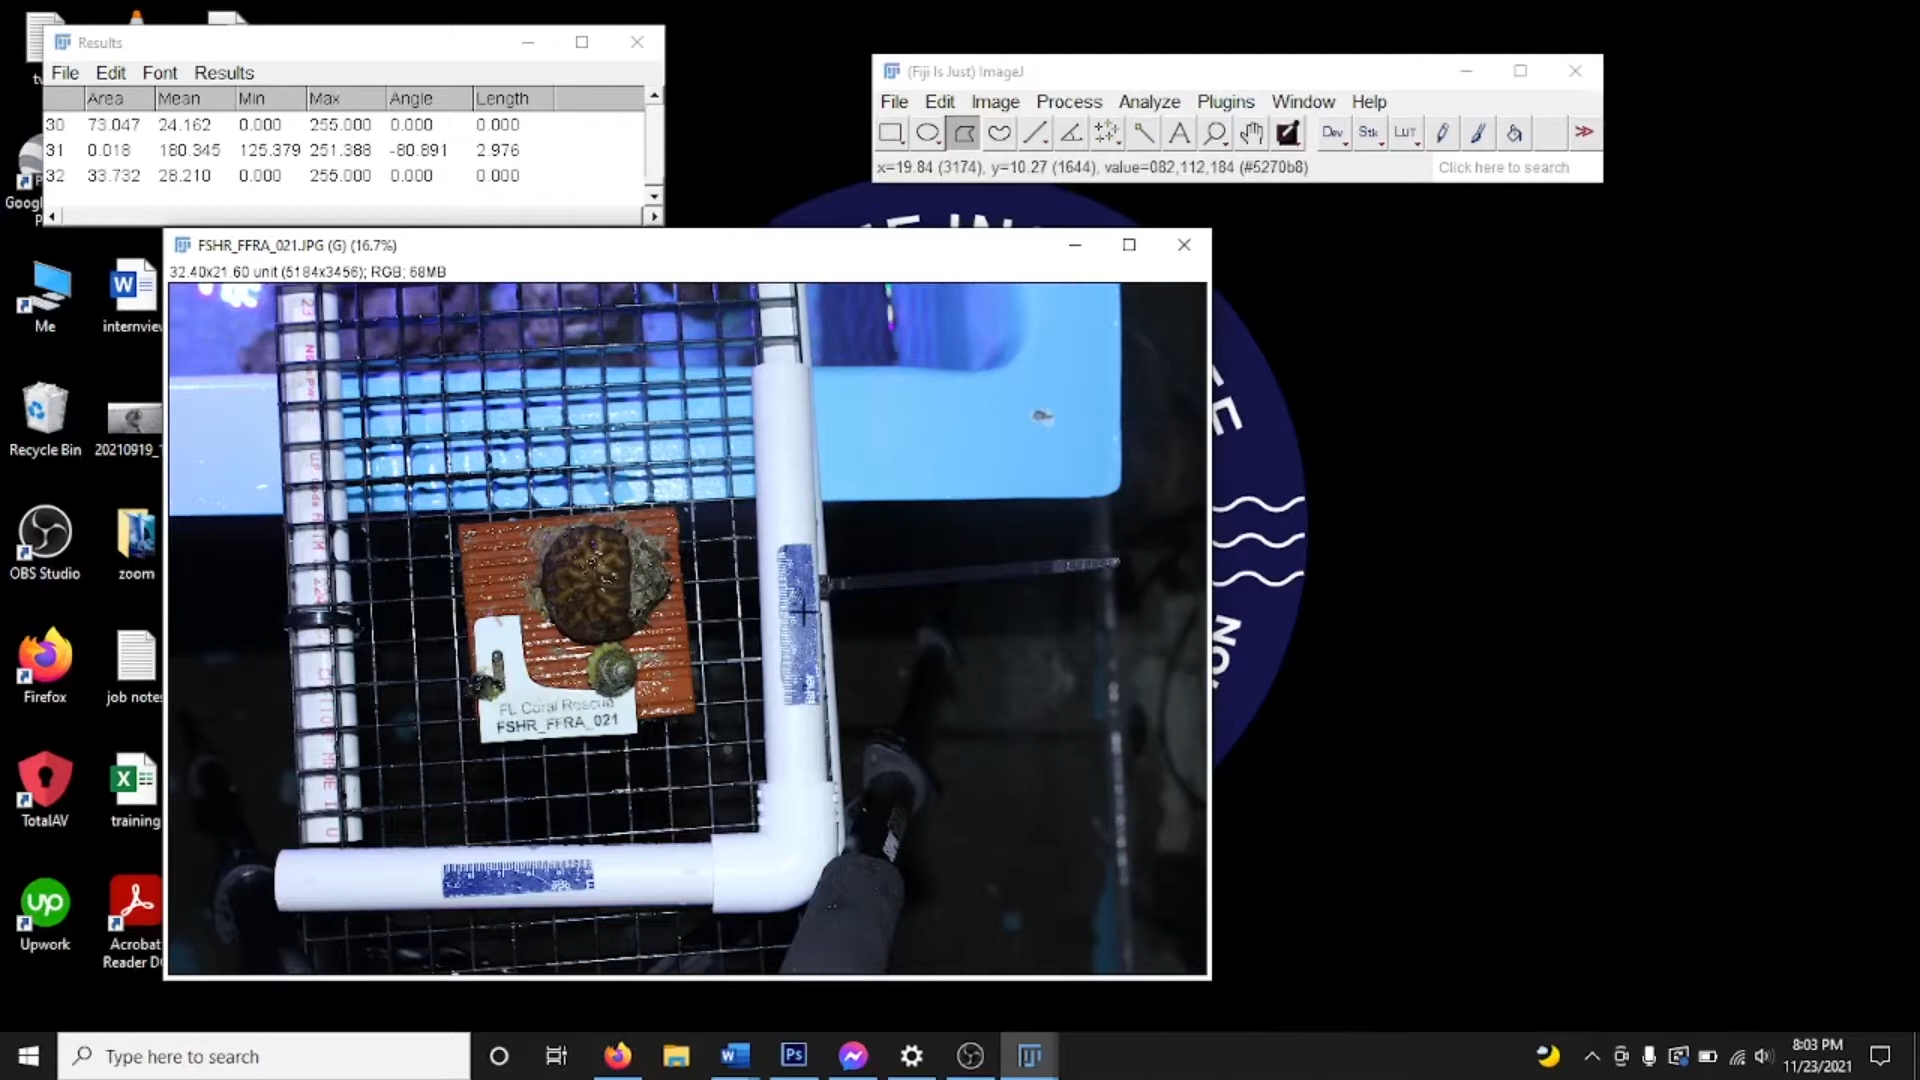 Results
File Edit Font Results
Area Mean Min Max Angle Length
30 73.047 24.162 0.000 255.000 0.000 0.000
31 0.018 180.345 125.379 251.388 -80.891 2.976
32 33.732 28.210 0.000 255.000 0.000 0.000
(Fiji Is Just) ImageJ
File Edit Image Process Analyze Plugins Window Help
Dev Stk LUT
x=19.84 (3174), y=10.27 (1644), value=082,112,184 (#5270b8)
Click here to search
FSHR_FFRA_021.JPG (G) (16.7%)
32.40x21.60 unit (5184x3456); RGB; 68MB
FL Coral Rescue
FSHR_FFRA_021
Me
internview
Recycle Bin
20210919_1
OBS Studio
zoom
Firefox
job notes
TotalAV
training
Upwork
Acrobat
Reader D
Type here to search
8:03 PM
11/23/2021